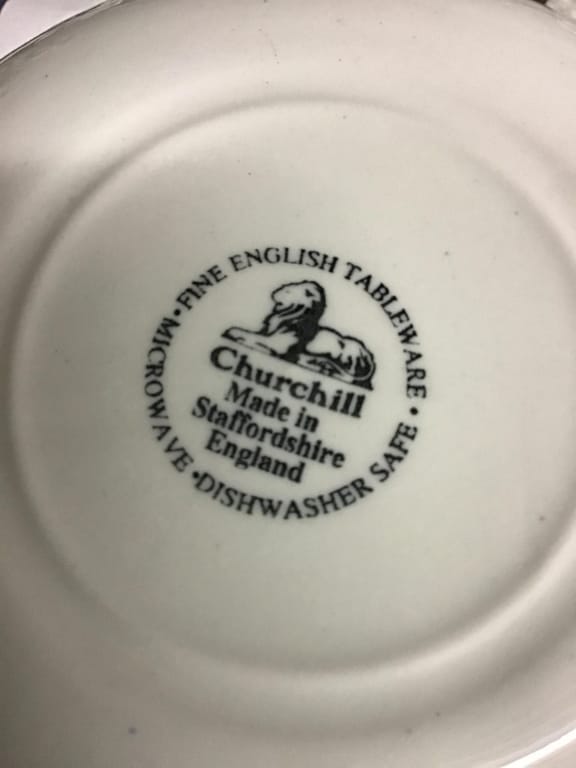 • FINE ENGLISH TABLEWARE •
Churchill
Made in
Staffordshire
England
MICROWAVE • DISHWASHER SAFE